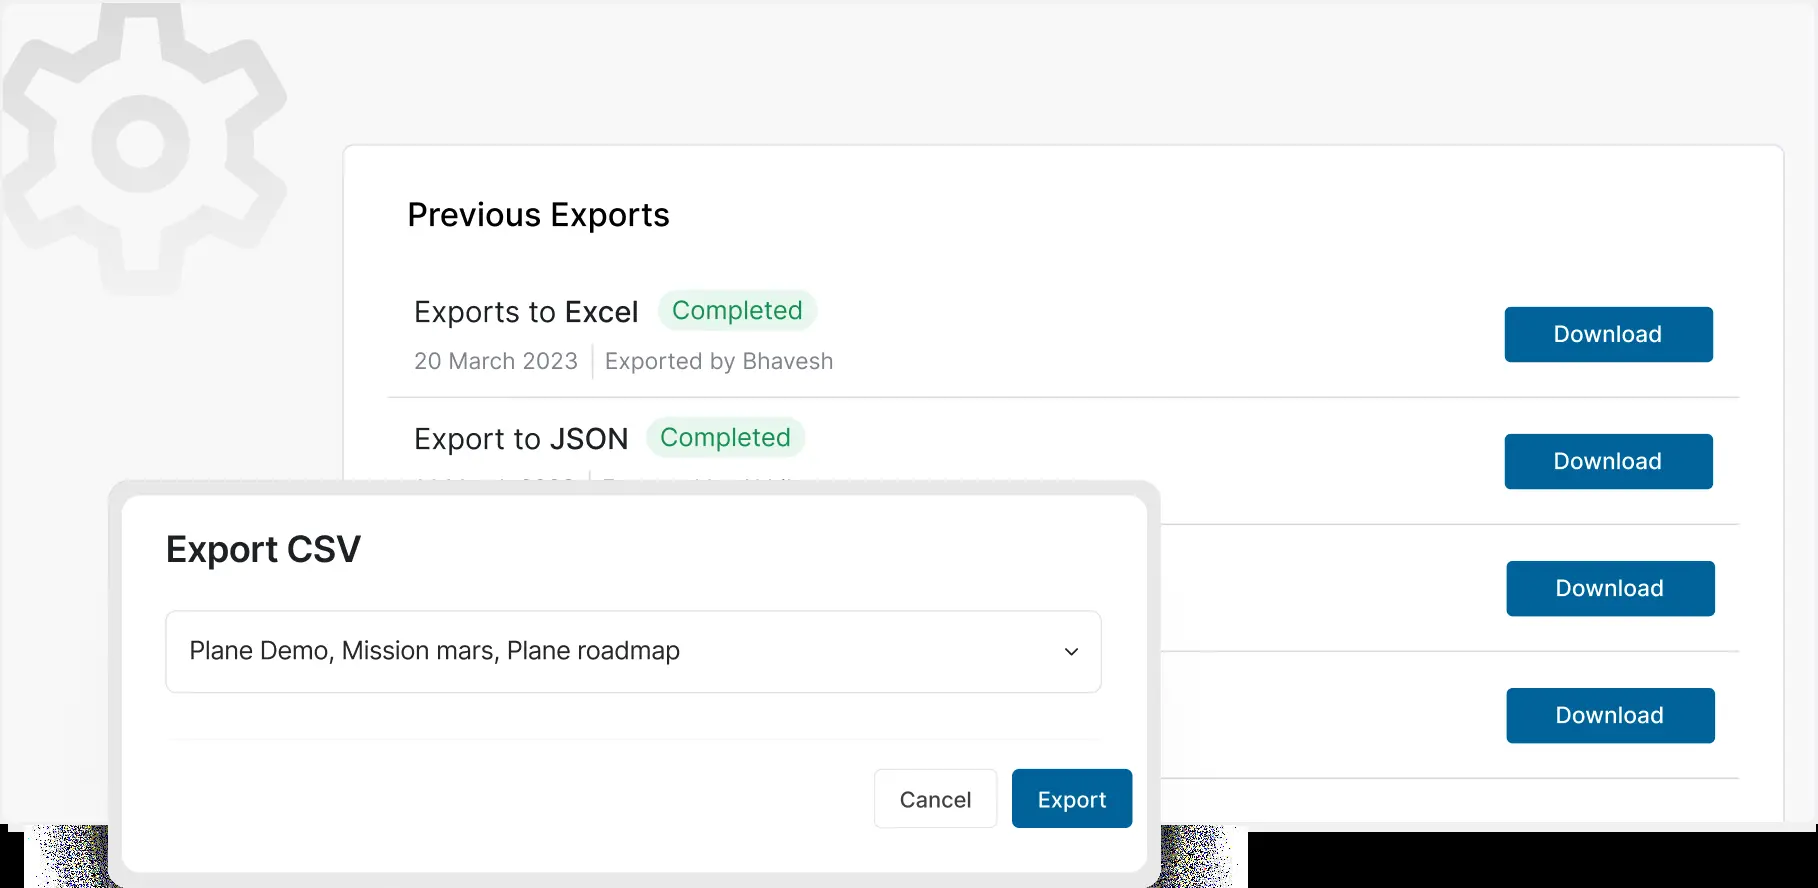 Previous Exports
Exports to Excel Completed
20 March 2023 Exported by Bhavesh
Download
Export to JSON Completed
Download
Download
Download
Export CSV
Plane Demo, Mission mars, Plane roadmap
Cancel Export